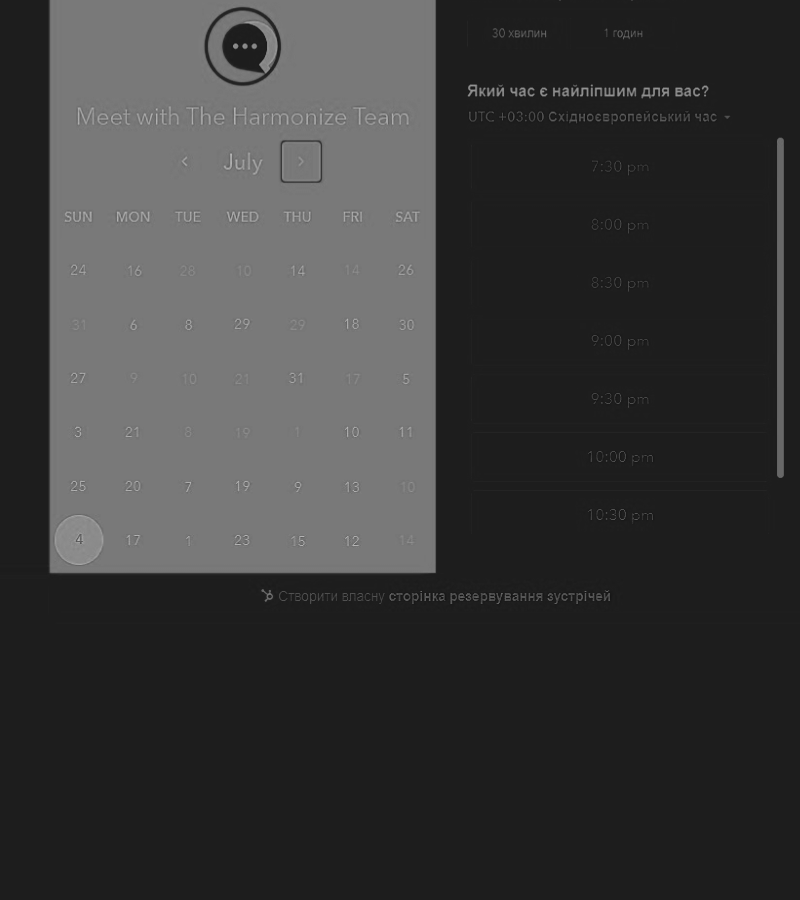 30 хвилин 1 годин
Meet with The Harmonize Team
July
SUN MON TUE WED THU FRI SAT
24 16 28 10 14 14 26
31 6 8 29 29 18 30
27 9 10 21 31 17 5
3 21 8 19 1 10 11
25 20 7 19 9 13 10
4 17 1 23 15 12 14
Який час є найліпшим для вас?
UTC +03:00 Східноєвропейський час
7:30 pm
8:00 pm
8:30 pm
9:00 pm
9:30 pm
10:00 pm
10:30 pm
Створити власну сторінка резервування зустрічей